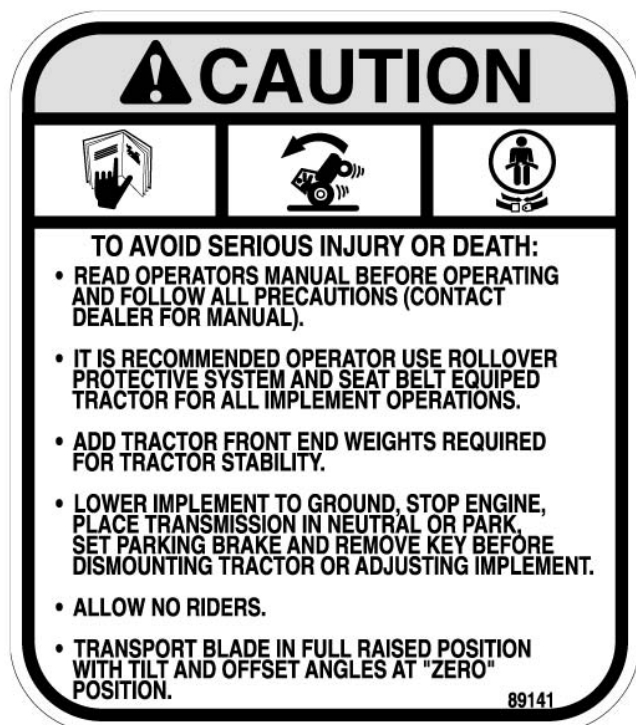 CAUTION
TO AVOID SERIOUS INJURY OR DEATH:
• READ OPERATORS MANUAL BEFORE OPERATING
AND FOLLOW ALL PRECAUTIONS (CONTACT
DEALER FOR MANUAL).
• IT IS RECOMMENDED OPERATOR USE ROLLOVER
PROTECTIVE SYSTEM AND SEAT BELT EQUIPED
TRACTOR FOR ALL IMPLEMENT OPERATIONS.
• ADD TRACTOR FRONT END WEIGHTS REQUIRED
FOR TRACTOR STABILITY.
• LOWER IMPLEMENT TO GROUND, STOP ENGINE,
PLACE TRANSMISSION IN NEUTRAL OR PARK,
SET PARKING BRAKE AND REMOVE KEY BEFORE
DISMOUNTING TRACTOR OR ADJUSTING IMPLEMENT.
• ALLOW NO RIDERS.
• TRANSPORT BLADE IN FULL RAISED POSITION
WITH TILT AND OFFSET ANGLES AT "ZERO"
POSITION.
89141